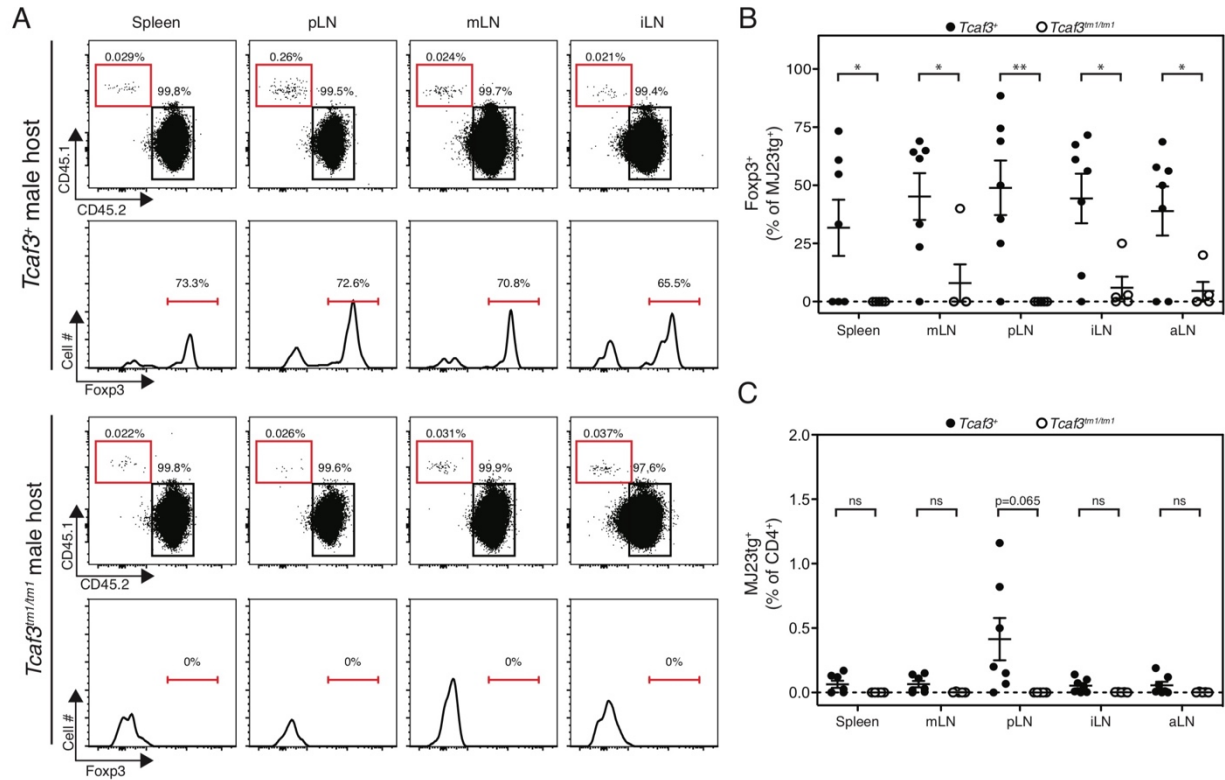 A
Spleen pLN mLN iLN
Tcaf3+ male host
0.029% 0.26% 0.024% 0.021%
99.8% 99.5% 99.7% 99.4%
CD45.1
CD45.2
73.3% 72.6% 70.8% 65.5%
Cell #
Foxp3
Tcaf3tm1/tm1 male host
0.022% 0.026% 0.031% 0.037%
99.8% 99.6% 99.9% 97.6%
CD45.1
CD45.2
0% 0% 0% 0%
Cell #
Foxp3
B
Tcaf3+ Tcaf3tm1/tm1
* * ** * *
100
75
50
25
0
Foxp3+
(% of MJ23tg+)
Spleen mLN pLN iLN aLN
C
Tcaf3+ Tcaf3tm1/tm1
2.0
1.5
1.0
0.5
0.0
ns ns p=0.065 ns ns
MJ23tg+
(% of CD4+)
Spleen mLN pLN iLN aLN